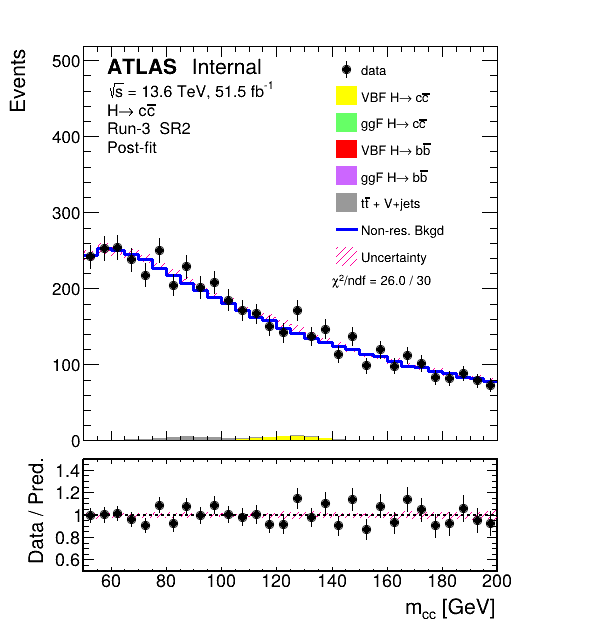 Events
500
400
300
200
100
0
ATLAS Internal
√s = 13.6 TeV, 51.5 fb⁻¹
H→ cc̅
Run-3 SR2
Post-fit
data
VBF H→ cc̅
ggF H→ cc̅
VBF H→ bb̅
ggF H→ bb̅
tt̅ + V+jets
Non-res. Bkgd
Uncertainty
χ²/ndf = 26.0 / 30
Data / Pred.
1.4
1.2
1
0.8
0.6
60 80 100 120 140 160 180 200
m_cc [GeV]